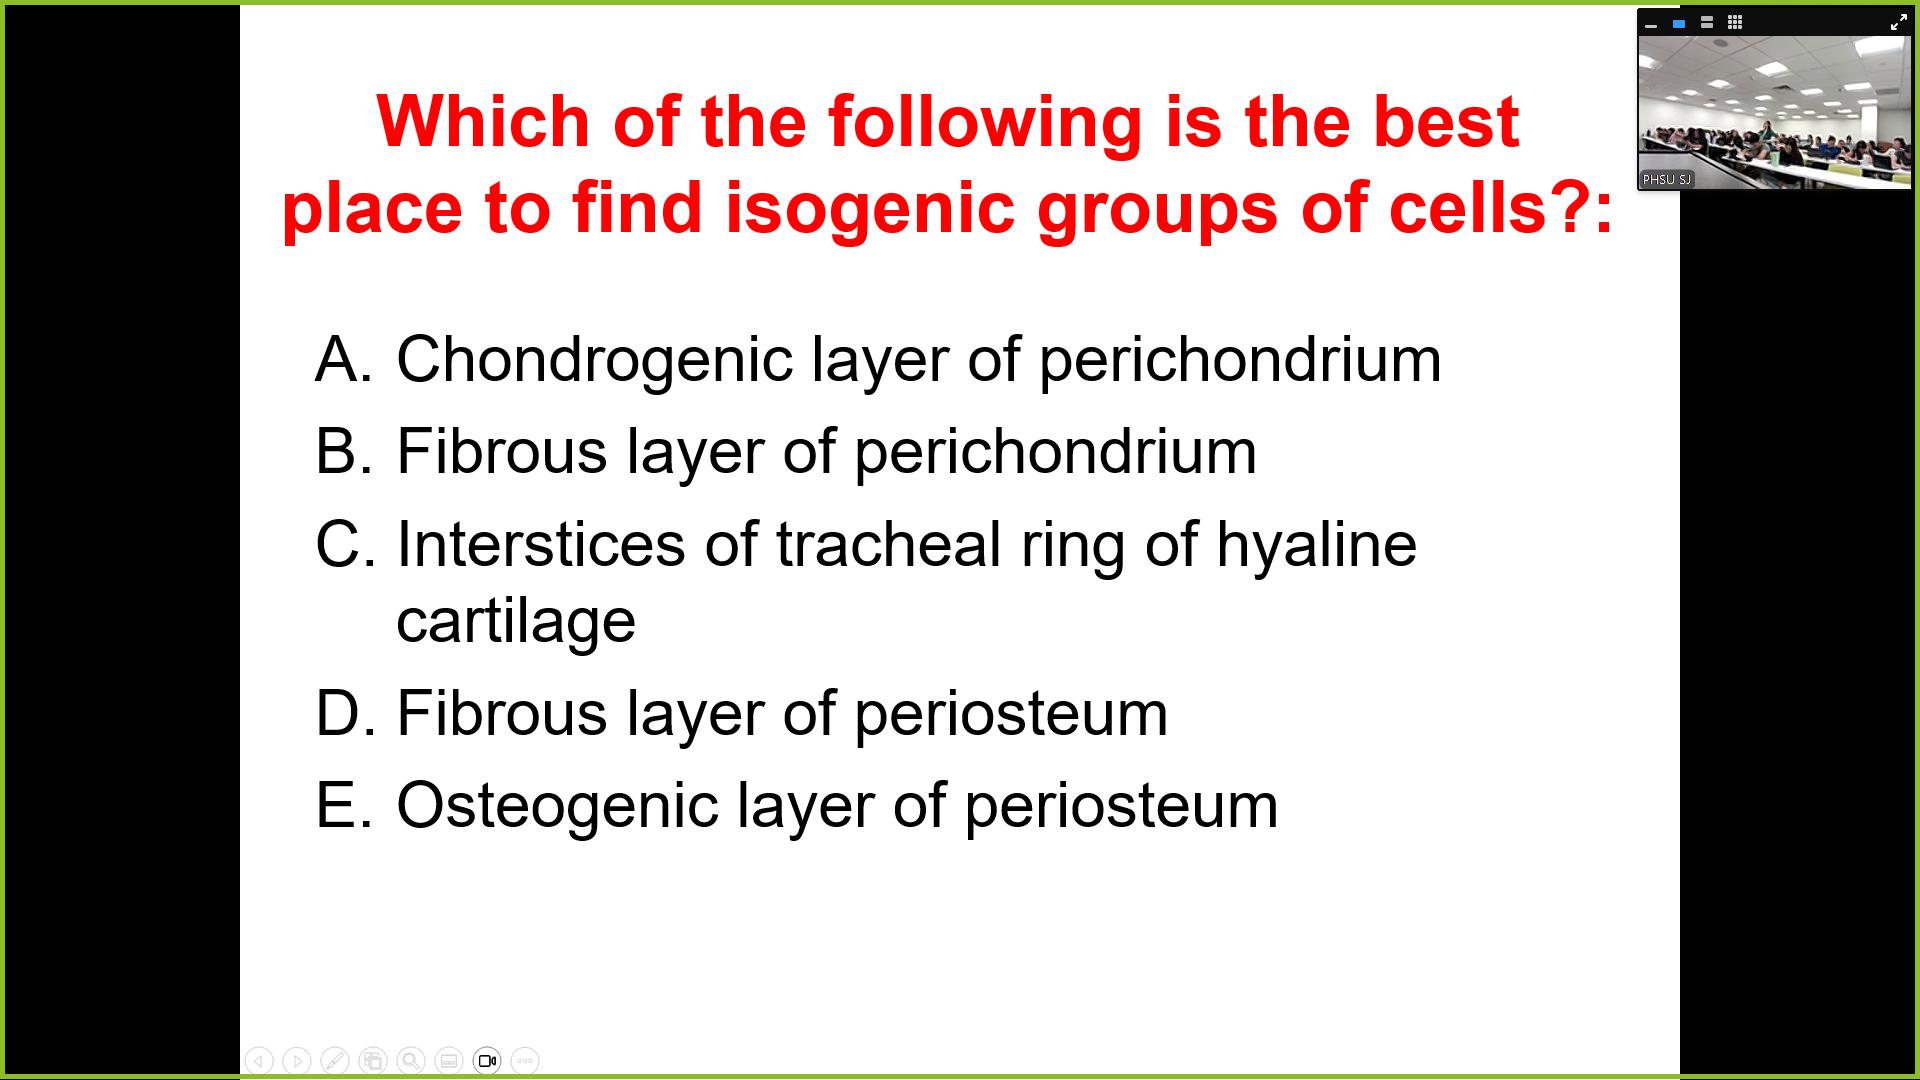 Which of the following is the best
place to find isogenic groups of cells?:
PHSU SJ
A. Chondrogenic layer of perichondrium
B. Fibrous layer of perichondrium
C. Interstices of tracheal ring of hyaline
cartilage
D. Fibrous layer of periosteum
E. Osteogenic layer of periosteum